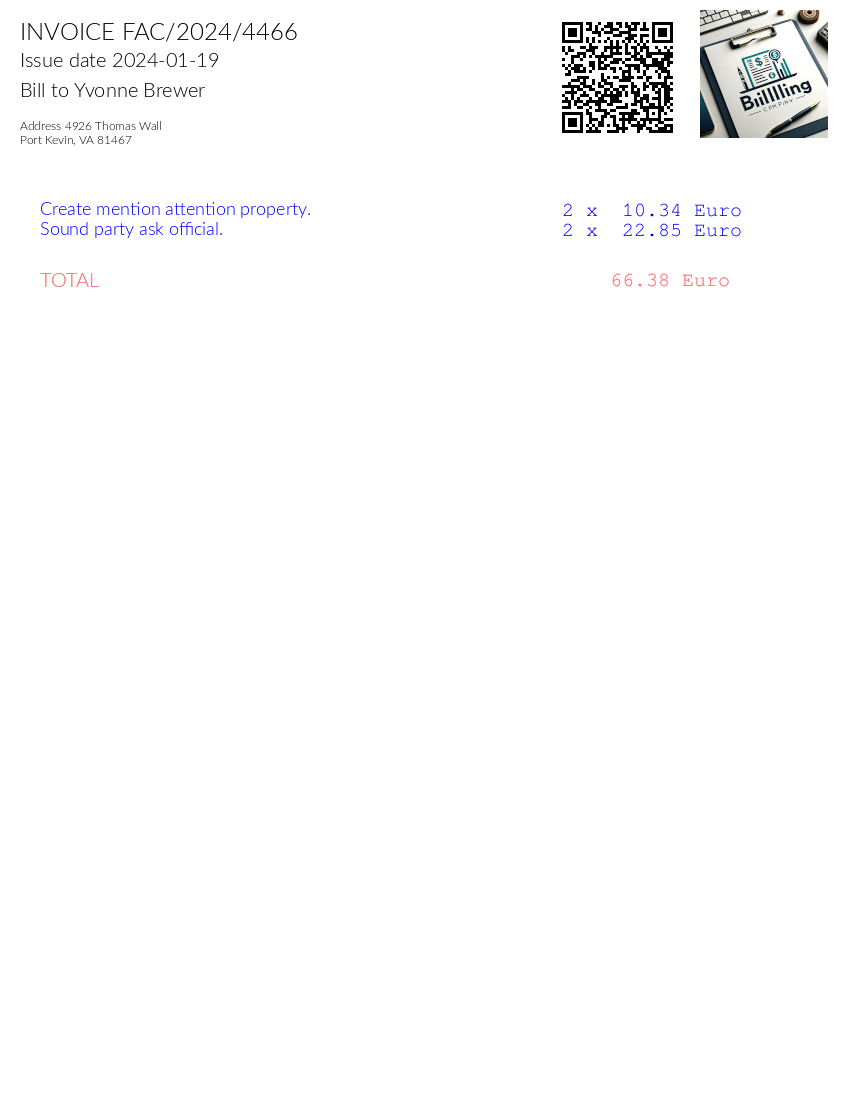 INVOICE FAC/2024/4466
Issue date 2024-01-19
Bill to Yvonne Brewer
Address 4926 Thomas Wall
Port Kevin, VA 81467
Billlling
COMPANY
Create mention attention property. 2 x 10.34 Euro
Sound party ask official. 2 x 22.85 Euro
TOTAL 66.38 Euro